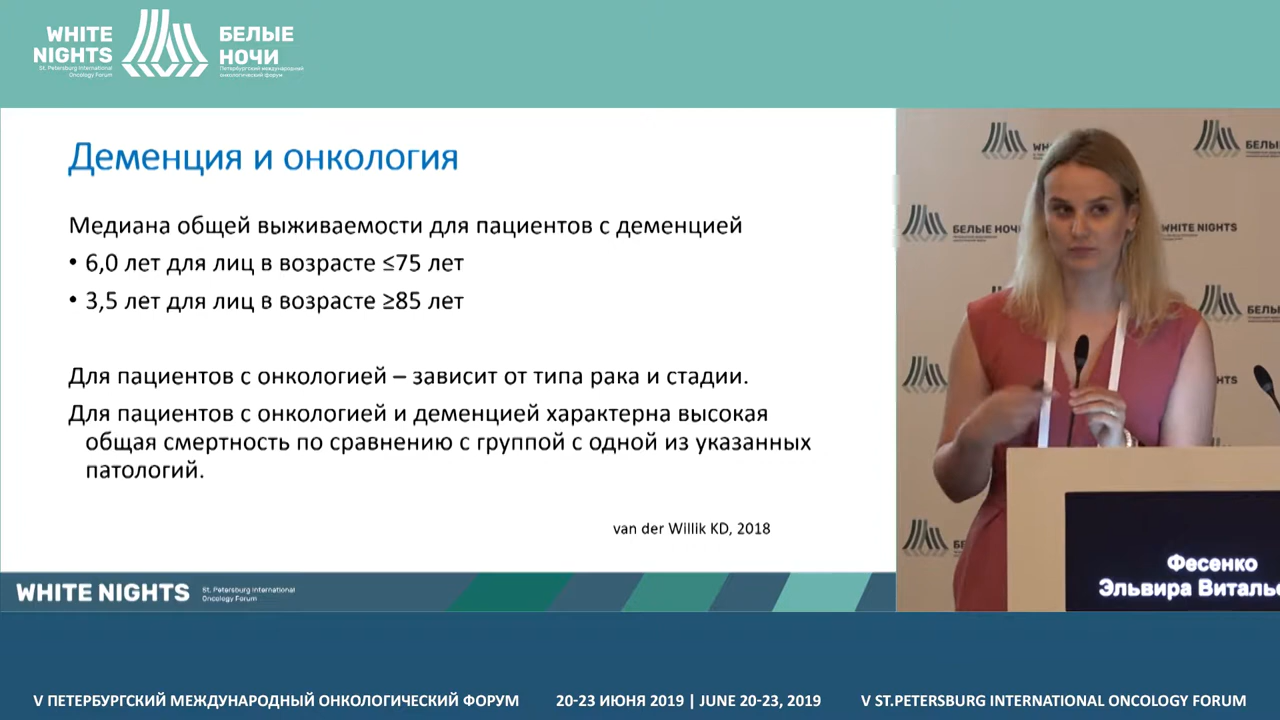 WHITE
NIGHTS
St. Petersburg International
Oncology Forum
БЕЛЫЕ
НОЧИ
Петербургский международный
онкологический форум
Деменция и онкология
Медиана общей выживаемости для пациентов с деменцией
• 6,0 лет для лиц в возрасте ≤75 лет
• 3,5 лет для лиц в возрасте ≥85 лет
Для пациентов с онкологией – зависит от типа рака и стадии.
Для пациентов с онкологией и деменцией характерна высокая
общая смертность по сравнению с группой с одной из указанных
патологий.
van der Willik KD, 2018
WHITE NIGHTS
St. Petersburg International
Oncology Forum
БЕЛЫЕ
БЕЛЫЕ НОЧИ
WHITE NIGHTS
Фесенко
Эльвира Виталье
V ПЕТЕРБУРГСКИЙ МЕЖДУНАРОДНЫЙ ОНКОЛОГИЧЕСКИЙ ФОРУМ
20-23 ИЮНЯ 2019 | JUNE 20-23, 2019
V ST.PETERSBURG INTERNATIONAL ONCOLOGY FORUM